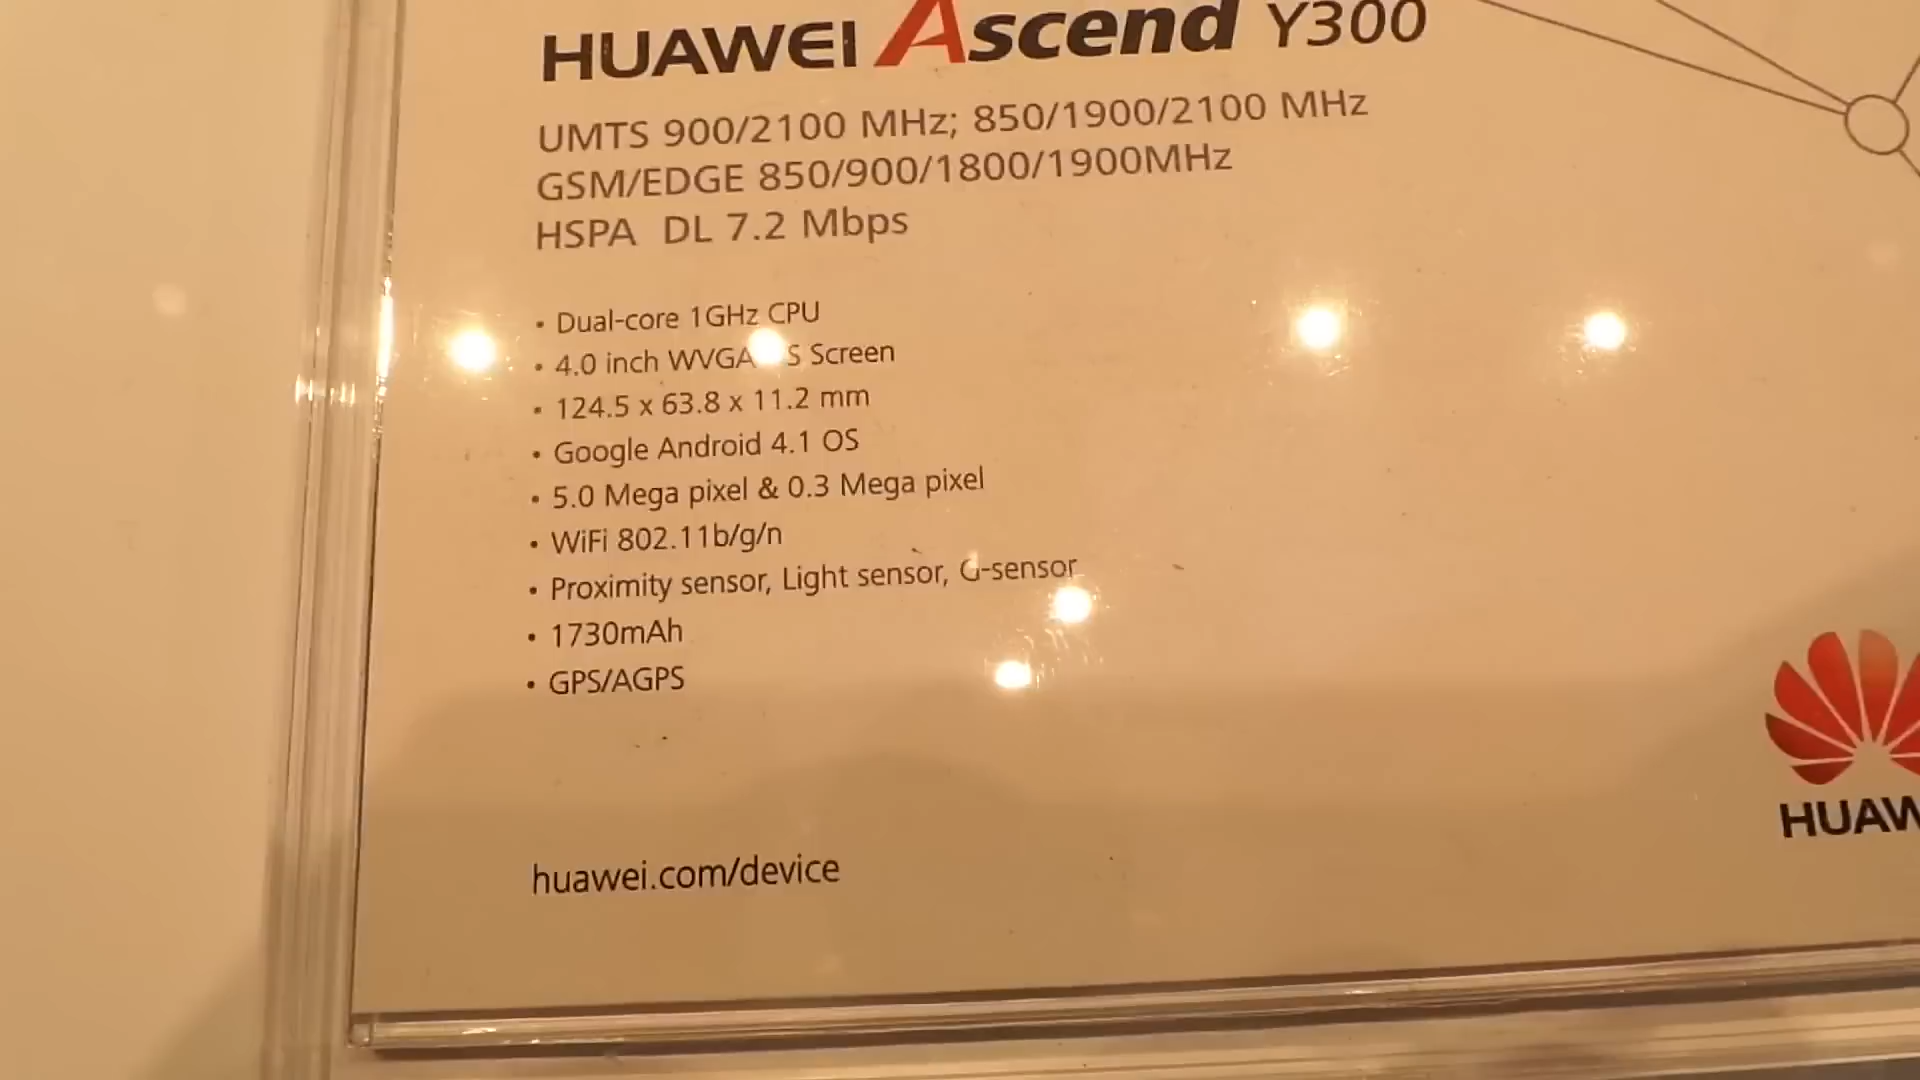 HUAWEI Ascend Y300
UMTS 900/2100 MHz; 850/1900/2100 MHz
GSM/EDGE 850/900/1800/1900MHz
HSPA DL 7.2 Mbps
• Dual-core 1GHz CPU
• 4.0 inch WVGA Screen
• 124.5 x 63.8 x 11.2 mm
• Google Android 4.1 OS
• 5.0 Mega pixel & 0.3 Mega pixel
• WiFi 802.11b/g/n
• Proximity sensor, Light sensor, G-sensor
• 1730mAh
• GPS/AGPS
HUAW
huawei.com/device